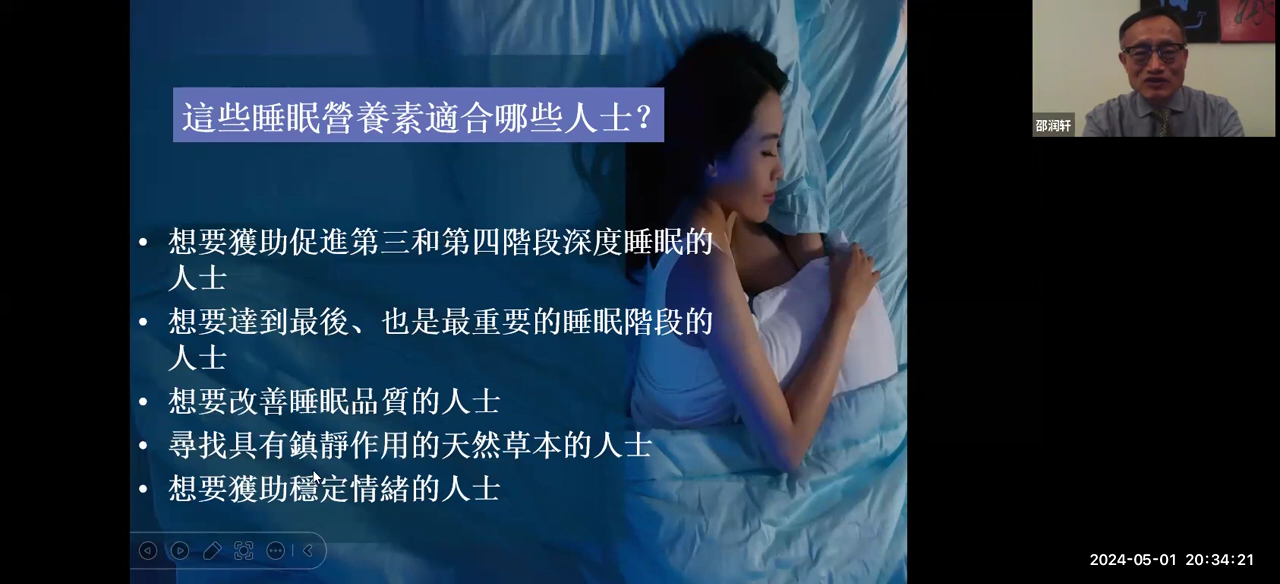 這些睡眠營養素適合哪些人士？
• 想要獲助促進第三和第四階段深度睡眠的
人士
• 想要達到最後、也是最重要的睡眠階段的
人士
• 想要改善睡眠品質的人士
• 尋找具有鎮靜作用的天然草本的人士
• 想要獲助穩定情緒的人士
邵润轩
2024-05-01 20:34:21